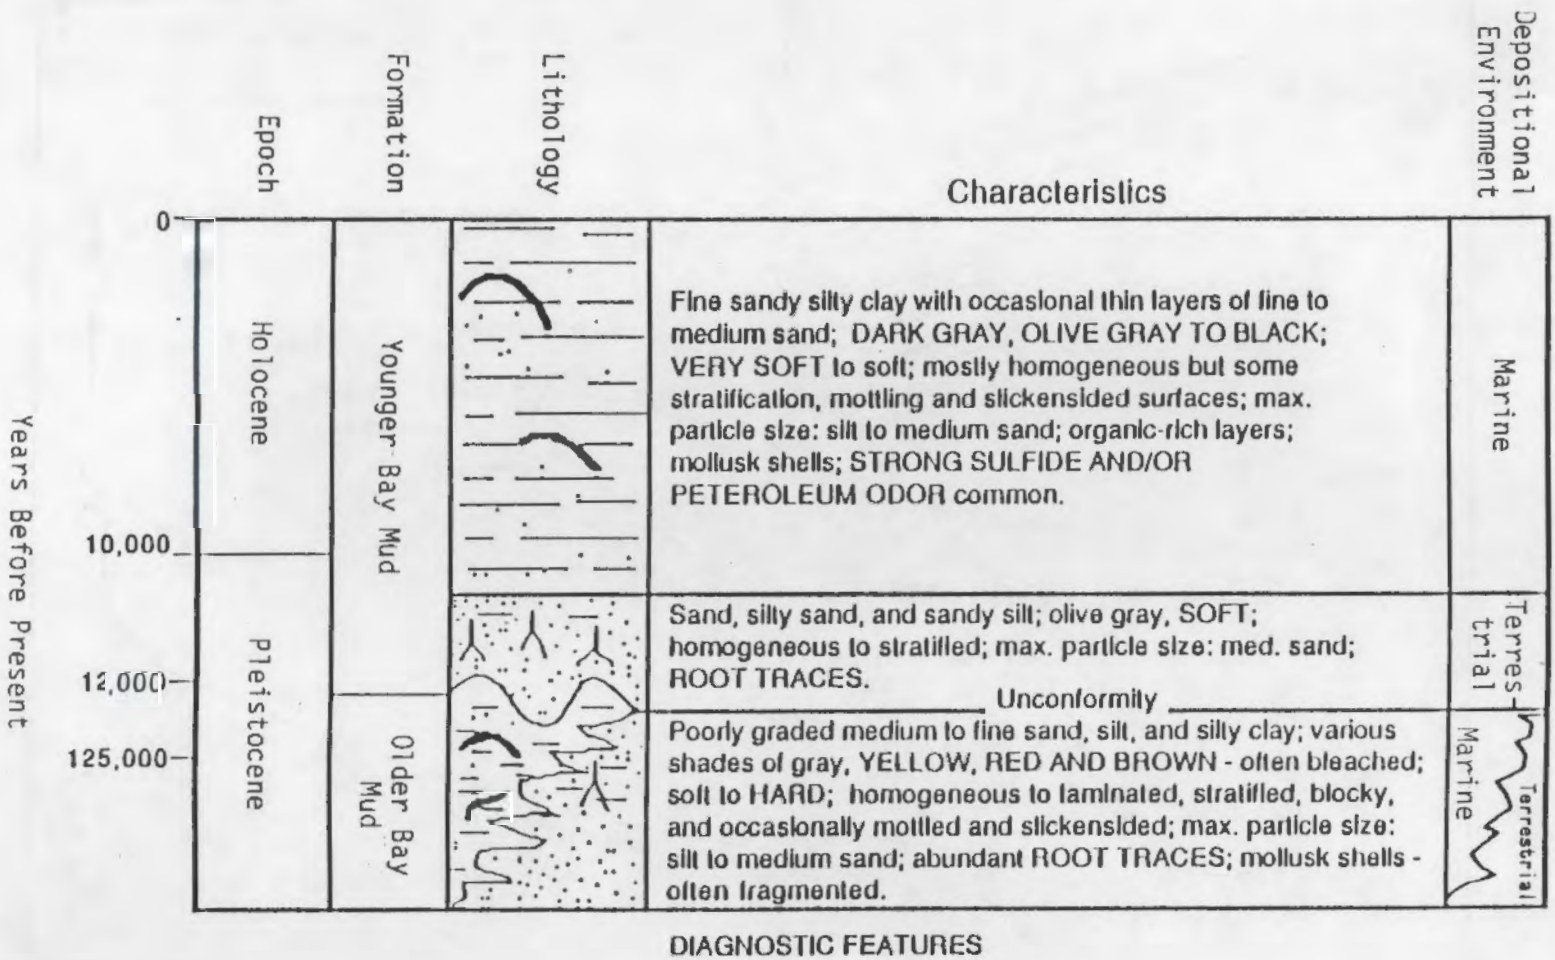 Years Before Present
Epoch
Formation
Lithology
Characteristics
Depositional
Environment
0
10,000
12,000
125,000
Holocene
Pleistocene
Younger Bay Mud
Older Bay
Mud
Fine sandy silty clay with occasional thin layers of fine to
medium sand; DARK GRAY, OLIVE GRAY TO BLACK;
VERY SOFT to soft; mostly homogeneous but some
stratification, mottling and slickensided surfaces; max.
particle size: silt to medium sand; organic-rich layers;
mollusk shells; STRONG SULFIDE AND/OR
PETEROLEUM ODOR common.
Marine
Sand, silty sand, and sandy silt; olive gray, SOFT;
homogeneous to stratified; max. particle size: med. sand;
ROOT TRACES.
Terres-
trial
Unconformity
Poorly graded medium to fine sand, silt, and silty clay; various
shades of gray, YELLOW, RED AND BROWN - often bleached;
soft to HARD; homogeneous to laminated, stratified, blocky,
and occasionally mottled and slickensided; max. particle size:
silt to medium sand; abundant ROOT TRACES; mollusk shells -
often fragmented.
Marine
Terrestrial
DIAGNOSTIC FEATURES